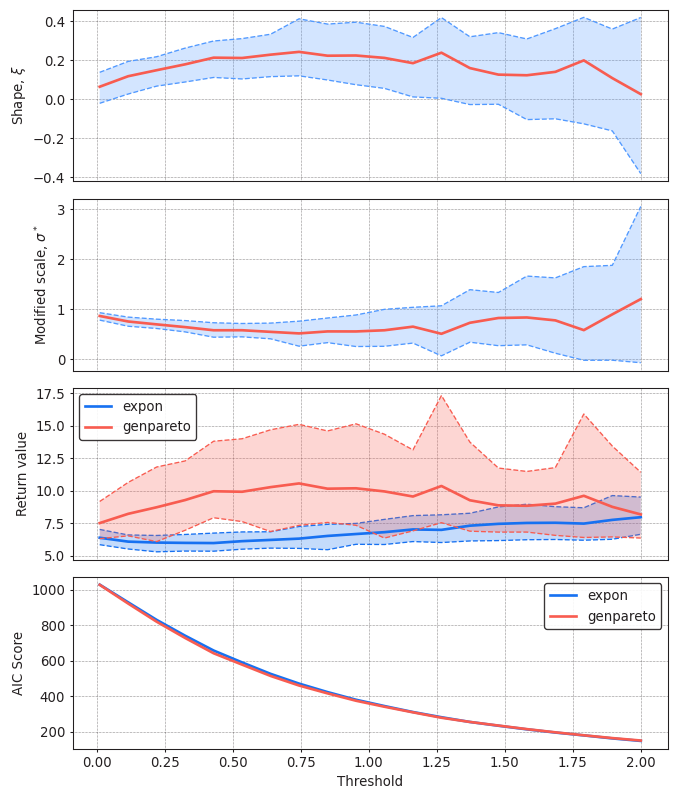 0.4
0.2
0.0
−0.2
−0.4
Shape, ξ
3
2
1
0
Modified scale, σ*
17.5
15.0
12.5
10.0
7.5
5.0
Return value
expon
genpareto
1000
800
600
400
200
AIC Score
expon
genpareto
0.00 0.25 0.50 0.75 1.00 1.25 1.50 1.75 2.00
Threshold